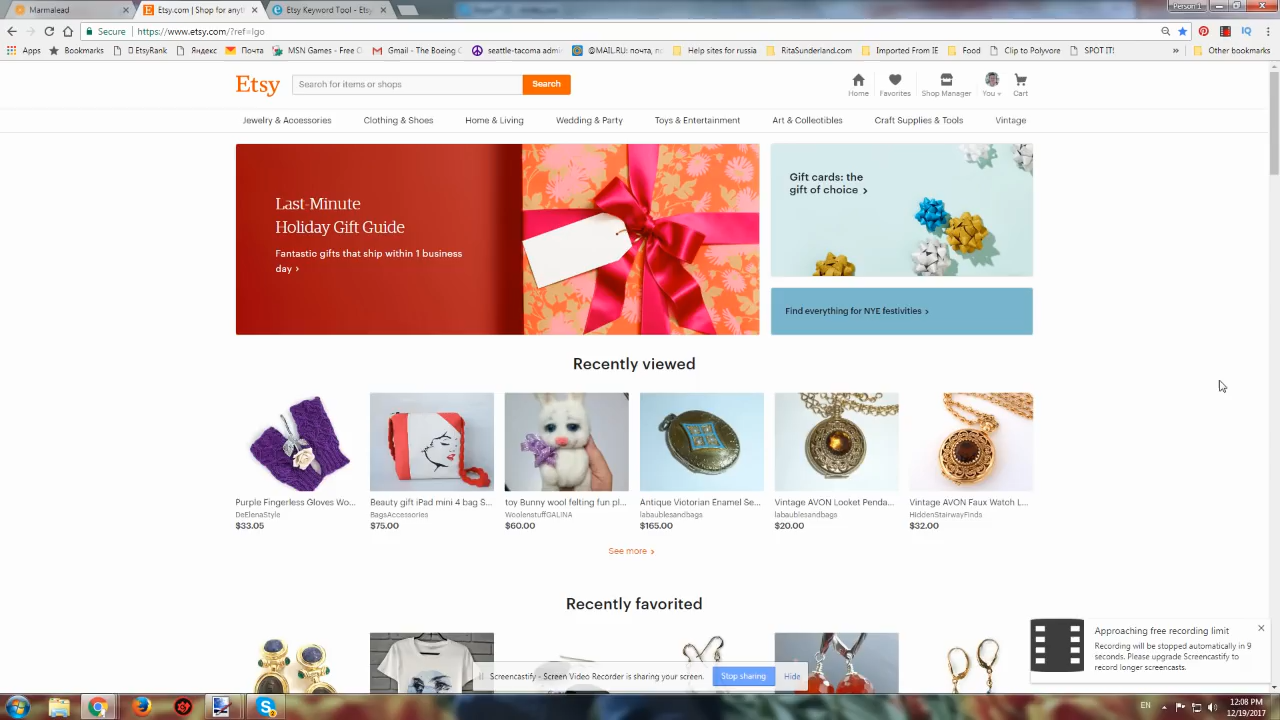 Marmalead
Etsy.com | Shop for anyth
Etsy Keyword Tool - Etsy
Person 1
Secure
https://www.etsy.com/?ref=lgo
Apps
Bookmarks
EtsyRank
Яндекс
Почта
MSN Games - Free O
Gmail - The Boeing C
seattle-tacoma admin
@MAIL.RU: почта, по
Help sites for russia
RitaSunderland.com
Imported From IE
Food
Clip to Polyvore
SPOT IT!
Other bookmarks
Etsy
Search for items or shops
Search
Home
Favorites
Shop Manager
You
Cart
Jewelry & Accessories
Clothing & Shoes
Home & Living
Wedding & Party
Toys & Entertainment
Art & Collectibles
Craft Supplies & Tools
Vintage
Last-Minute
Holiday Gift Guide
Fantastic gifts that ship within 1 business
day >
Gift cards: the
gift of choice >
Find everything for NYE festivities >
Recently viewed
Purple Fingerless Gloves Wo...
DeElenaStyle
$33.05
Beauty gift iPad mini 4 bag S...
BagsAccessories
$75.00
toy Bunny wool felting fun pl...
WoolenstuffGALINA
$60.00
Antique Victorian Enamel Se...
labaublesandbags
$165.00
Vintage AVON Locket Penda...
labaublesandbags
$20.00
Vintage AVON Faux Watch L...
HiddenStairwayFinds
$32.00
See more >
Recently favorited
Approaching free recording limit
Recording will be stopped automatically in 9
seconds. Please upgrade Screencastify to
record longer screencasts.
Screencastify - Screen Video Recorder is sharing your screen.
Stop sharing
Hide
EN
12:08 PM
12/19/2017